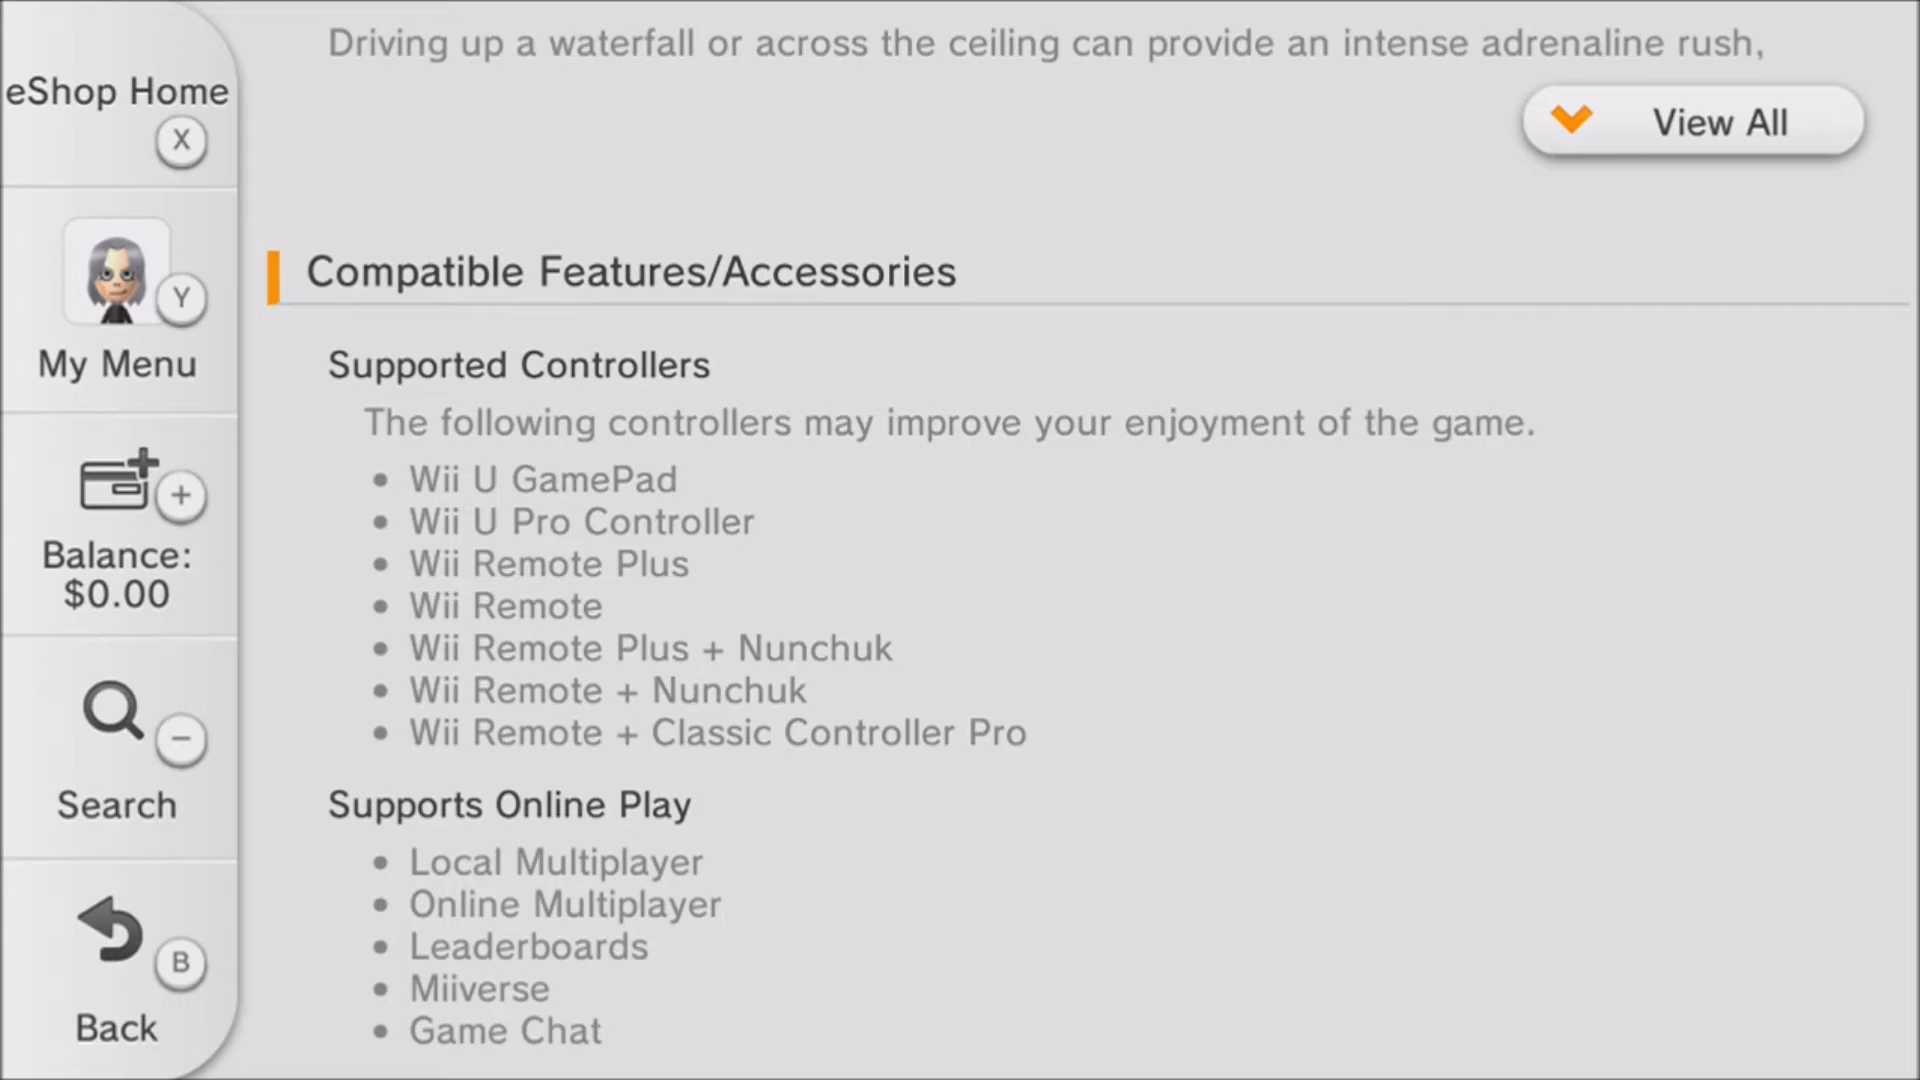 Driving up a waterfall or across the ceiling can provide an intense adrenaline rush,
View All
eShop Home
X
Y
My Menu
+
Balance:
$0.00
−
Search
B
Back
Compatible Features/Accessories
Supported Controllers
The following controllers may improve your enjoyment of the game.
• Wii U GamePad
• Wii U Pro Controller
• Wii Remote Plus
• Wii Remote
• Wii Remote Plus + Nunchuk
• Wii Remote + Nunchuk
• Wii Remote + Classic Controller Pro
Supports Online Play
• Local Multiplayer
• Online Multiplayer
• Leaderboards
• Miiverse
• Game Chat